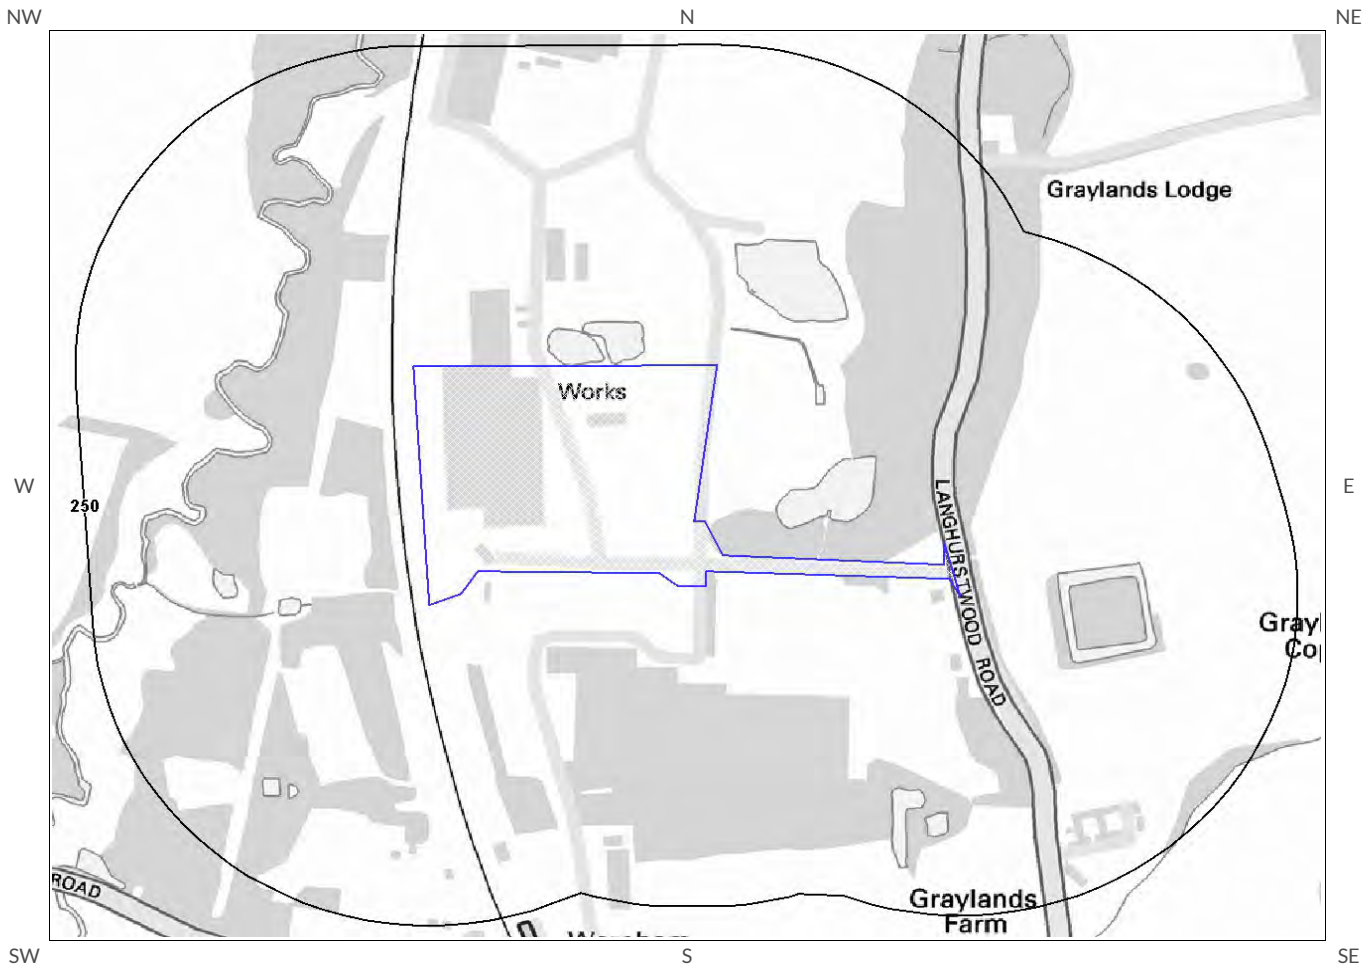 NW
N
NE
Graylands Lodge
Works
W
E
250
LANGHURSTWOOD ROAD
ROAD
Graylands
Farm
SW
S
SE